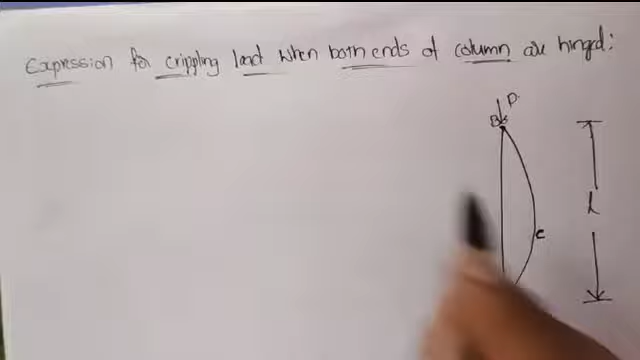 Expression for crippling load when both ends of column are hinged:
P.
B
l
c